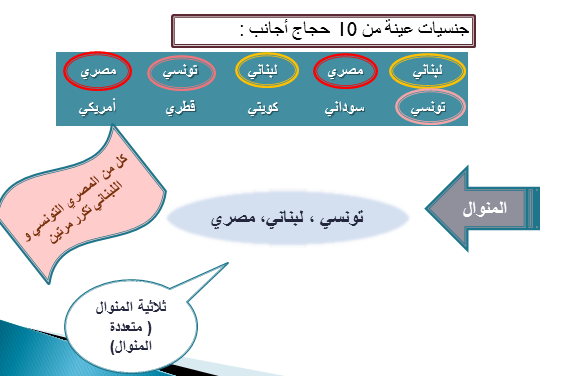 جنسيات عينة من 10 حجاج أجانب :
لبناني مصري لبناني تونسي مصري
تونسي سوداني كويتي قطري أمريكي
كل من المصري التونسي و
اللبناني تكرر مرتين
المنوال
تونسي ، لبناني، مصري
ثلاثية المنوال
( متعددة
المنوال)